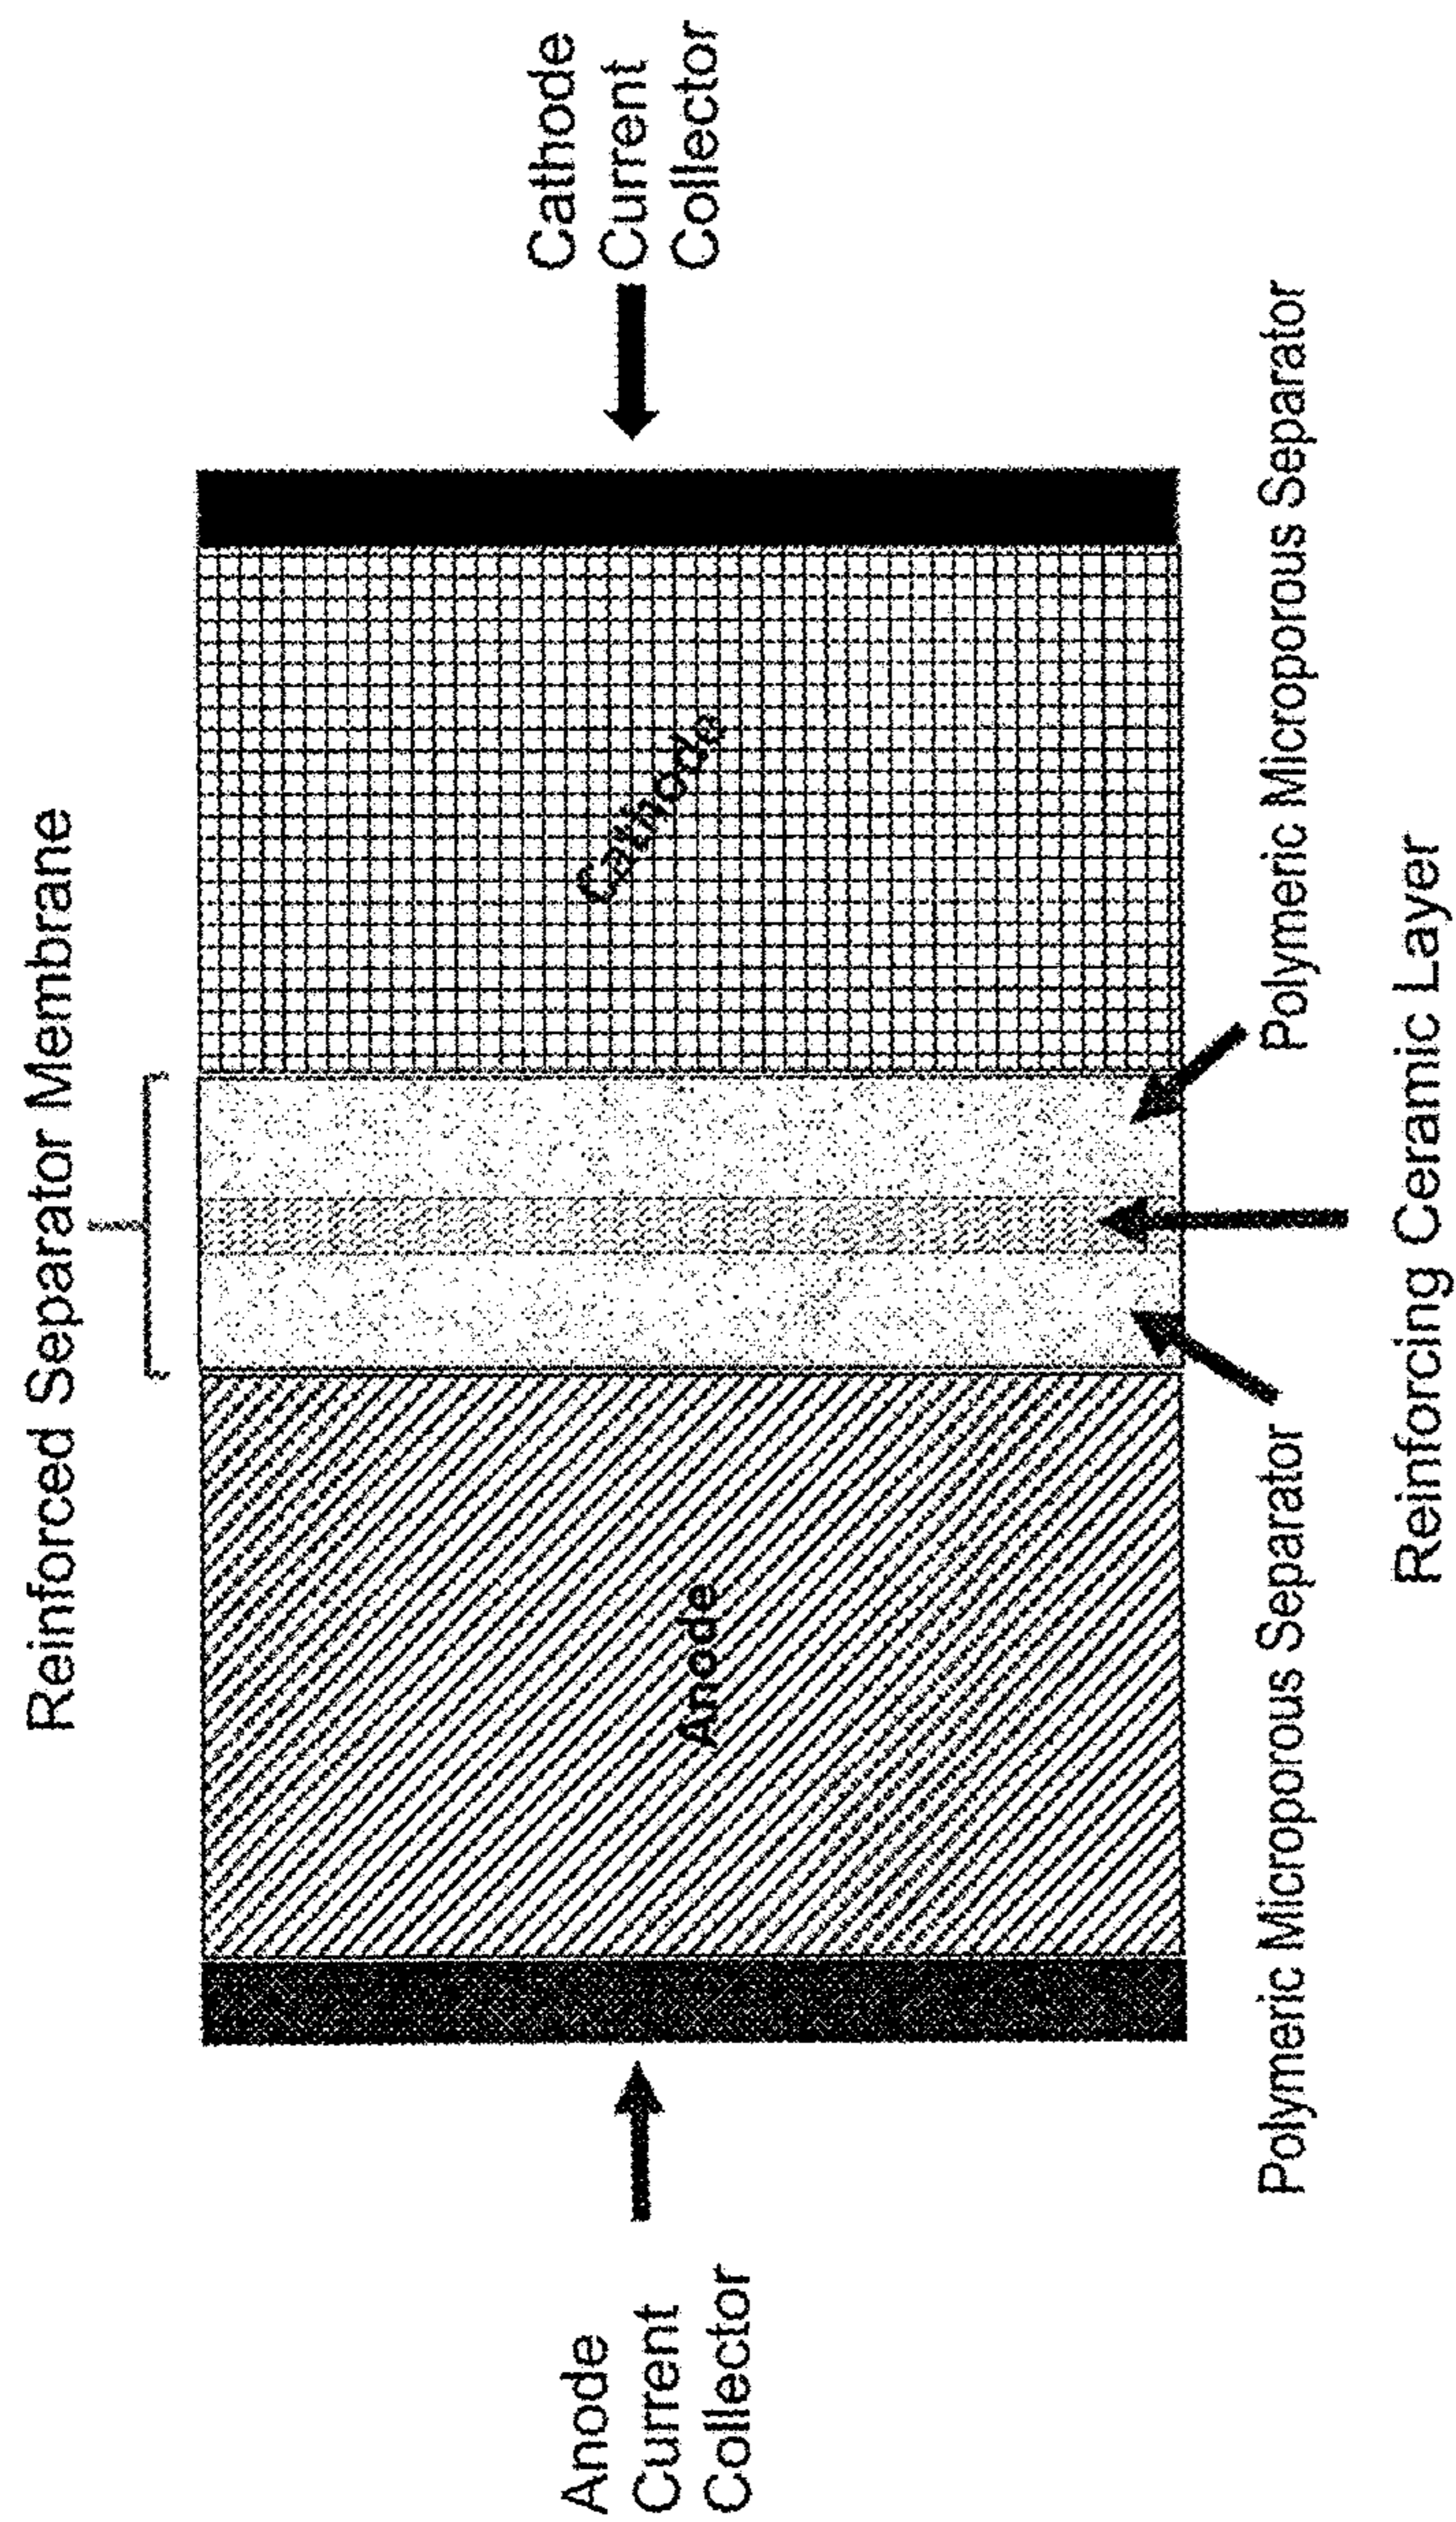 Reinforced Separator Membrane
Anode
Current
Collector
Anode
Cathode
Cathode
Current
Collector
Polymeric Microporous Separator
Polymeric Microporous Separator
Reinforcing Ceramic Layer